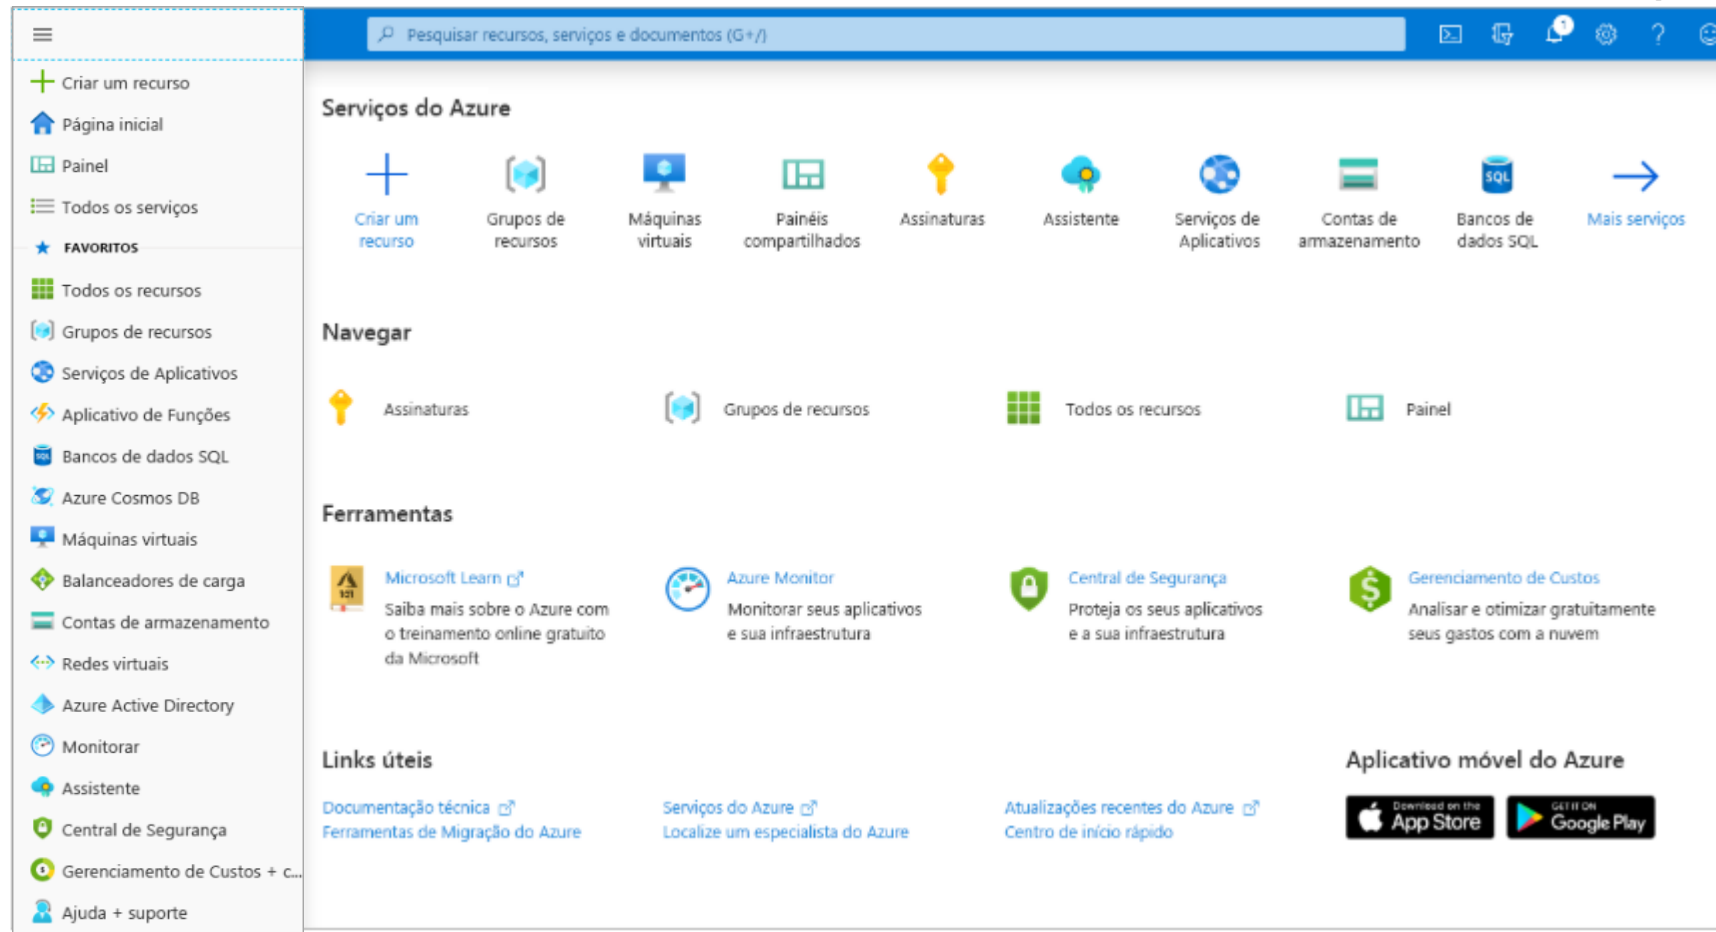 Pesquisar recursos, serviços e documentos (G+/)
1
Criar um recurso
Página inicial
Painel
Todos os serviços
FAVORITOS
Todos os recursos
Grupos de recursos
Serviços de Aplicativos
Aplicativo de Funções
Bancos de dados SQL
Azure Cosmos DB
Máquinas virtuais
Balanceadores de carga
Contas de armazenamento
Redes virtuais
Azure Active Directory
Monitorar
Assistente
Central de Segurança
Gerenciamento de Custos + c...
Ajuda + suporte
Serviços do Azure
Criar um
recurso
Grupos de
recursos
Máquinas
virtuais
Painéis
compartilhados
Assinaturas
Assistente
Serviços de
Aplicativos
Contas de
armazenamento
SQL
Bancos de
dados SQL
Mais serviços
Navegar
Assinaturas
Grupos de recursos
Todos os recursos
Painel
Ferramentas
Microsoft Learn
Saiba mais sobre o Azure com
o treinamento online gratuito
da Microsoft
Azure Monitor
Monitorar seus aplicativos
e sua infraestrutura
Central de Segurança
Proteja os seus aplicativos
e a sua infraestrutura
Gerenciamento de Custos
Analisar e otimizar gratuitamente
seus gastos com a nuvem
Links úteis
Documentação técnica
Ferramentas de Migração do Azure
Serviços do Azure
Localize um especialista do Azure
Atualizações recentes do Azure
Centro de início rápido
Aplicativo móvel do Azure
Download on the
App Store
GET IT ON
Google Play